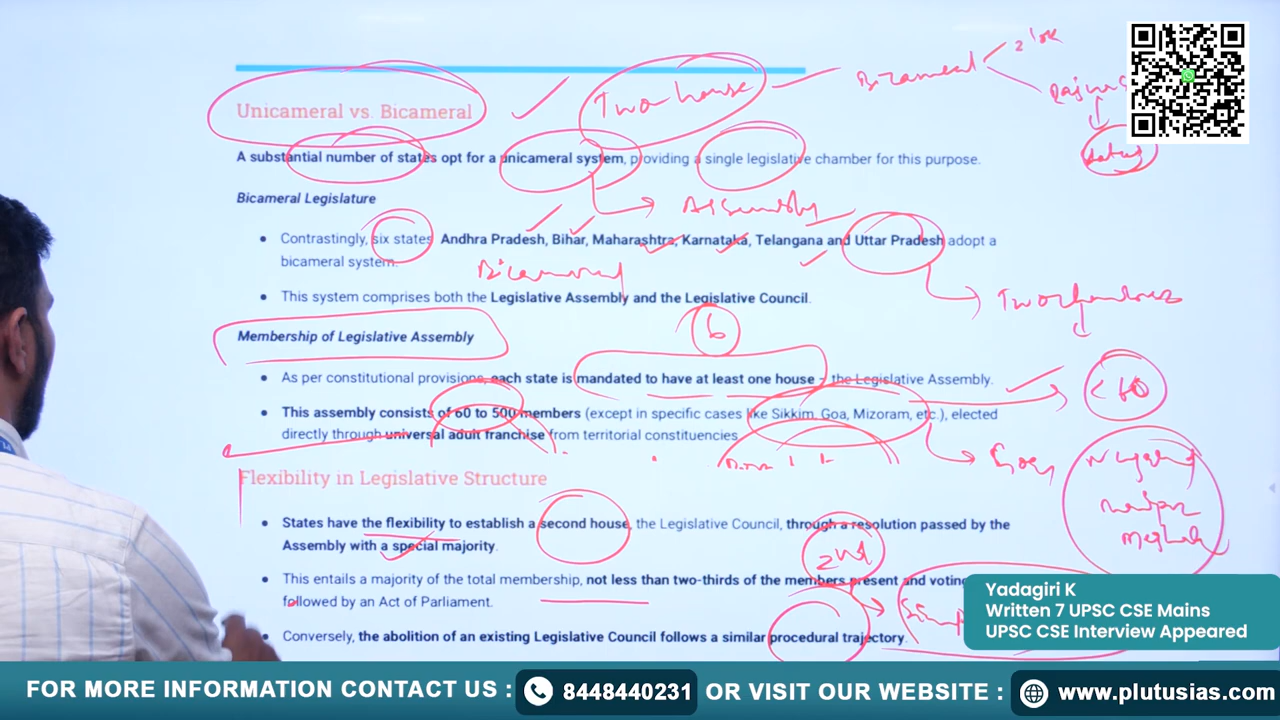 Two-house
Bicameral
Unicameral vs. Bicameral
A substantial number of states opt for a unicameral system, providing a single legislative chamber for this purpose.
Assembly
Bicameral Legislature
Contrastingly, six states Andhra Pradesh, Bihar, Maharashtra, Karnataka, Telangana and Uttar Pradesh adopt a
bicameral system.
Bicameral
This system comprises both the Legislative Assembly and the Legislative Council.
6
Membership of Legislative Assembly
As per constitutional provisions, each state is mandated to have at least one house - the Legislative Assembly.
< 60
This assembly consists of 60 to 500 members (except in specific cases like Sikkim, Goa, Mizoram, etc.), elected
directly through universal adult franchise from territorial constituencies
Goa
Flexibility in Legislative Structure
States have the flexibility to establish a second house, the Legislative Council, through a resolution passed by the
Assembly with a special majority.
2nd
This entails a majority of the total membership, not less than two-thirds of the members present and voting
followed by an Act of Parliament.
Conversely, the abolition of an existing Legislative Council follows a similar procedural trajectory.
Yadagiri K
Written 7 UPSC CSE Mains
UPSC CSE Interview Appeared
FOR MORE INFORMATION CONTACT US : 8448440231 OR VISIT OUR WEBSITE : www.plutusias.com